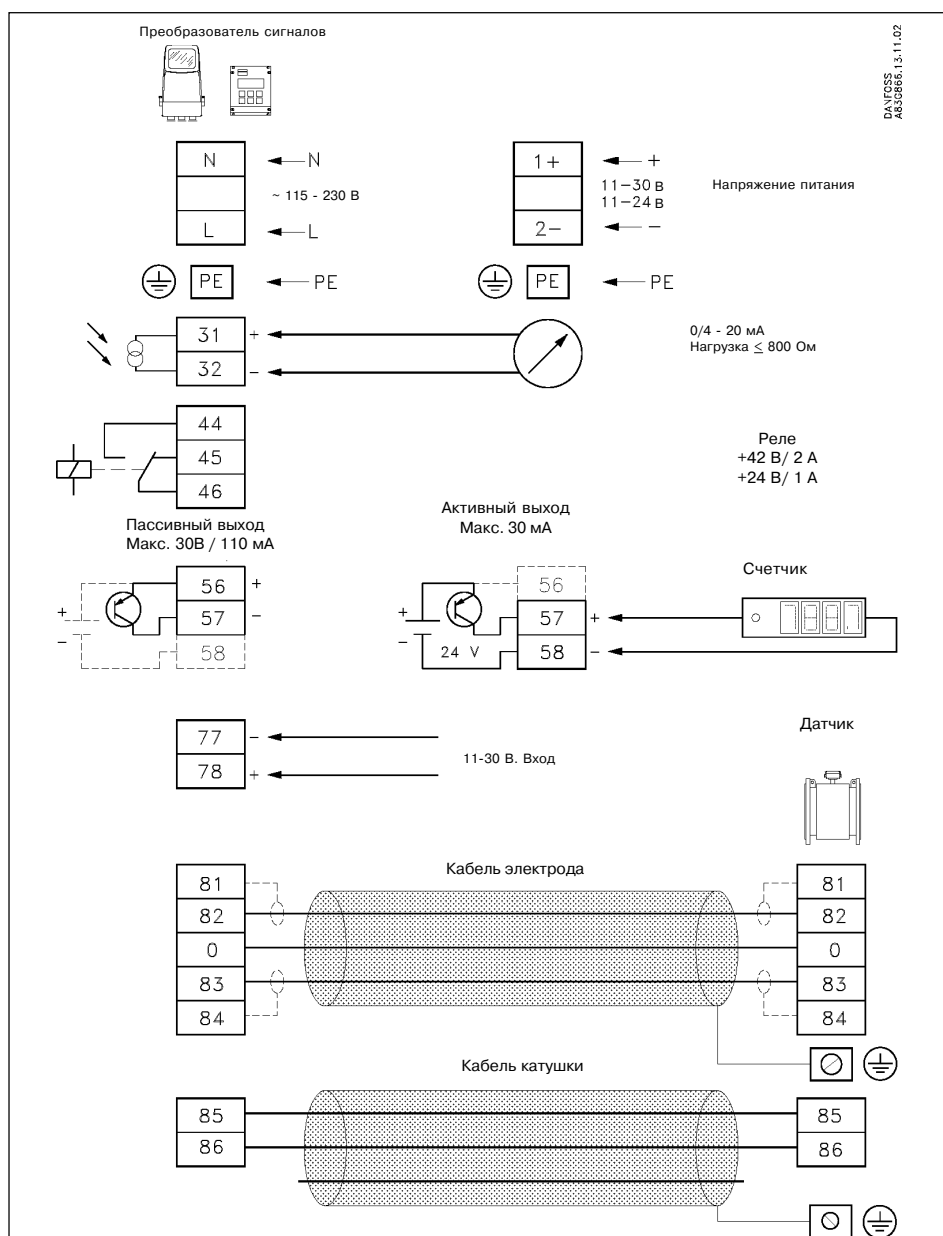 Преобразователь сигналов
DANFOSS
A83G866.13.11.02
N
N
1+
+
~ 115 - 230 В
11-30 В
11-24 В
Напряжение питания
L
L
2-
-
PE
PE
PE
PE
31
+
0/4 - 20 мА
Нагрузка ≤ 800 Ом
32
-
44
45
46
Реле
+42 В/ 2 А
+24 В/ 1 А
Пассивный выход
Макс. 30В / 110 мА
Активный выход
Макс. 30 мА
Счетчик
+
56
+
-
57
-
58
+
56
-
57
+
24 V
58
-
77
-
78
+
11-30 В. Вход
Датчик
Кабель электрода
81
81
82
82
0
0
83
83
84
84
Кабель катушки
85
85
86
86